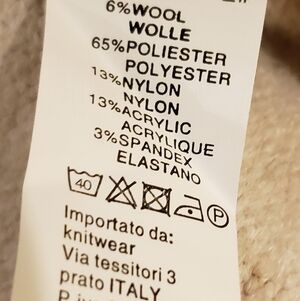 6%WOOL
WOLLE
65%POLIESTER
POLYESTER
13%NYLON
NYLON
13%ACRYLIC
ACRYLIQUE
3%SPANDEX
ELASTANO
40 P
Importato da:
knitwear
Via tessitori 3
prato ITALY